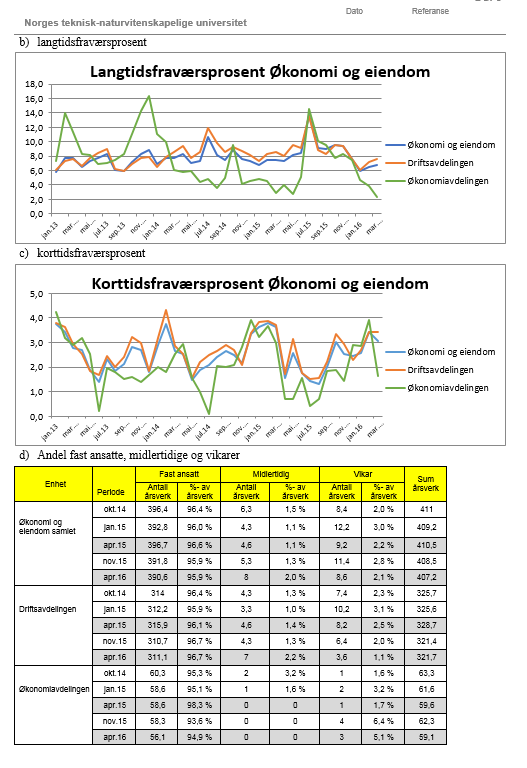 Dato Referanse
Norges teknisk-naturvitenskapelige universitet
b) langtidsfraværsprosent
Langtidsfraværsprosent Økonomi og eiendom
18,0
16,0
14,0
12,0
10,0
8,0
6,0
4,0
2,0
0,0
jan.13 mar... mai... jul.13 sep... nov... jan.14 mar... mai... jul.14 sep... nov... jan.15 mar... mai... jul.15 sep.15 nov... jan.16 mar...
Økonomi og eiendom
Driftsavdelingen
Økonomiavdelingen
c) korttidsfraværsprosent
Korttidsfraværsprosent Økonomi og eiendom
5,0
4,0
3,0
2,0
1,0
0,0
jan.13 mar... mai... jul.13 sep... nov... jan.14 mar... mai... jul.14 sep... nov... jan.15 mar... mai... jul.15 sep... nov... jan.16 mar...
Økonomi og eiendom
Driftsavdelingen
Økonomiavdelingen
d) Andel fast ansatte, midlertidige og vikarer
Enhet Periode Fast ansatt Midlertidig Vikar Sum årsverk
Antall årsverk %- av årsverk Antall årsverk %- av årsverk Antall årsverk %- av årsverk
Økonomi og eiendom samlet
okt.14 396,4 96,4 % 6,3 1,5 % 8,4 2,0 % 411
jan.15 392,8 96,0 % 4,3 1,1 % 12,2 3,0 % 409,2
apr.15 396,7 96,6 % 4,6 1,1 % 9,2 2,2 % 410,5
nov.15 391,8 95,9 % 5,3 1,3 % 11,4 2,8 % 408,5
apr.16 390,6 95,9 % 8 2,0 % 8,6 2,1 % 407,2
Driftsavdelingen
okt.14 314 96,4 % 4,3 1,3 % 7,4 2,3 % 325,7
jan.15 312,2 95,9 % 3,3 1,0 % 10,2 3,1 % 325,6
apr.15 315,9 96,1 % 4,6 1,4 % 8,2 2,5 % 328,7
nov.15 310,7 96,7 % 4,3 1,3 % 6,4 2,0 % 321,4
apr.16 311,1 96,7 % 7 2,2 % 3,6 1,1 % 321,7
Økonomiavdelingen
okt.14 60,3 95,3 % 2 3,2 % 1 1,6 % 63,3
jan.15 58,6 95,1 % 1 1,6 % 2 3,2 % 61,6
apr.15 58,6 98,3 % 0 0 1 1,7 % 59,6
nov.15 58,3 93,6 % 0 0 4 6,4 % 62,3
apr.16 56,1 94,9 % 0 0 3 5,1 % 59,1